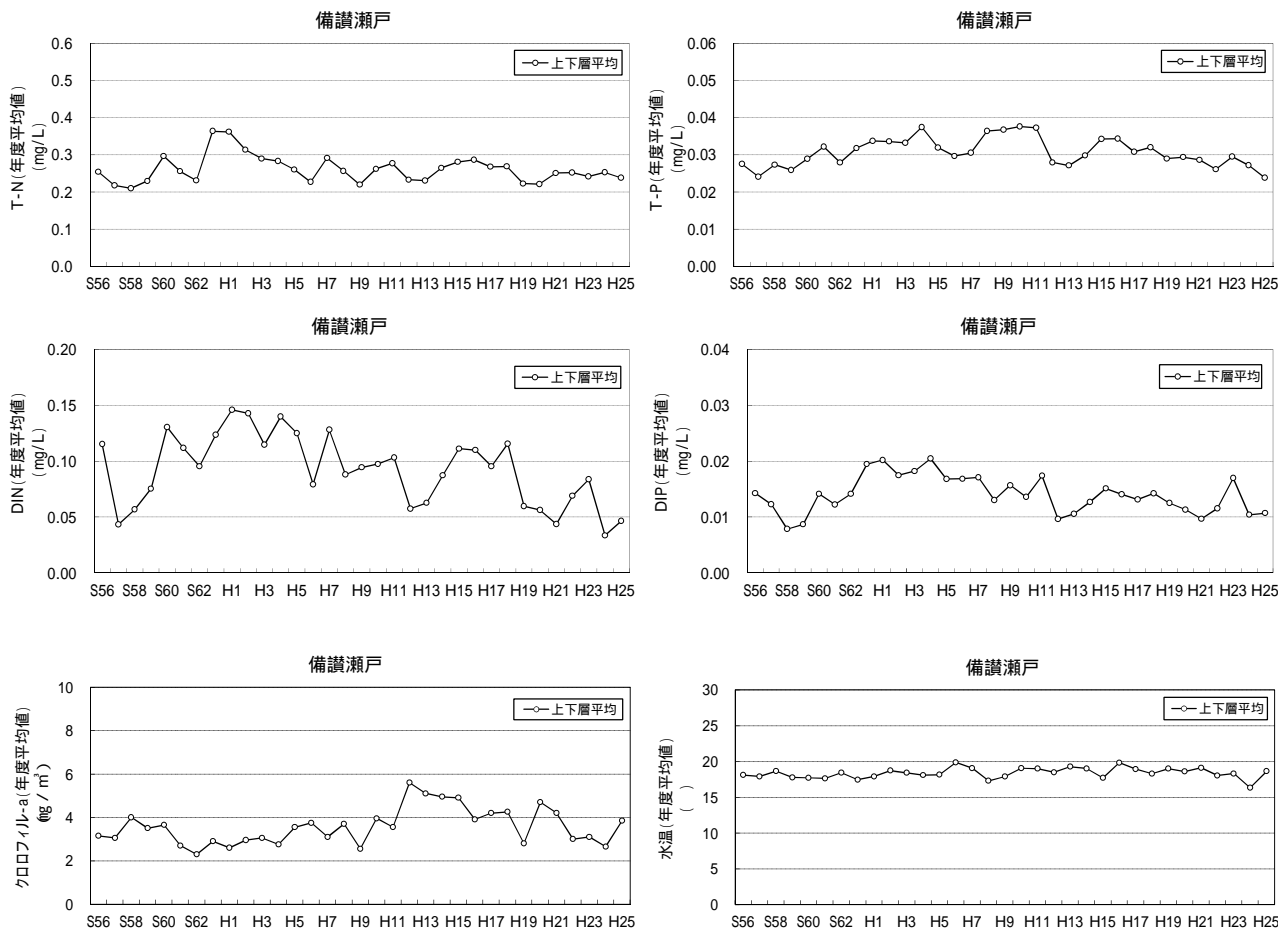 備讃瀬戸
T-N(年度平均値)
(mg/L)
0.6
0.5
0.4
0.3
0.2
0.1
0.0
上下層平均
S56 S58 S60 S62 H1 H3 H5 H7 H9 H11 H13 H15 H17 H19 H21 H23 H25
備讃瀬戸
T-P(年度平均値)
(mg/L)
0.06
0.05
0.04
0.03
0.02
0.01
0.00
上下層平均
S56 S58 S60 S62 H1 H3 H5 H7 H9 H11 H13 H15 H17 H19 H21 H23 H25
備讃瀬戸
DIN(年度平均値)
(mg/L)
0.20
0.15
0.10
0.05
0.00
上下層平均
S56 S58 S60 S62 H1 H3 H5 H7 H9 H11 H13 H15 H17 H19 H21 H23 H25
備讃瀬戸
DIP(年度平均値)
(mg/L)
0.04
0.03
0.02
0.01
0.00
上下層平均
S56 S58 S60 S62 H1 H3 H5 H7 H9 H11 H13 H15 H17 H19 H21 H23 H25
備讃瀬戸
クロロフィル-a(年度平均値)
10
8
6
4
2
0
上下層平均
S56 S58 S60 S62 H1 H3 H5 H7 H9 H11 H13 H15 H17 H19 H21 H23 H25
備讃瀬戸
水温(年度平均値)
( )
30
25
20
15
10
5
0
上下層平均
S56 S58 S60 S62 H1 H3 H5 H7 H9 H11 H13 H15 H17 H19 H21 H23 H25